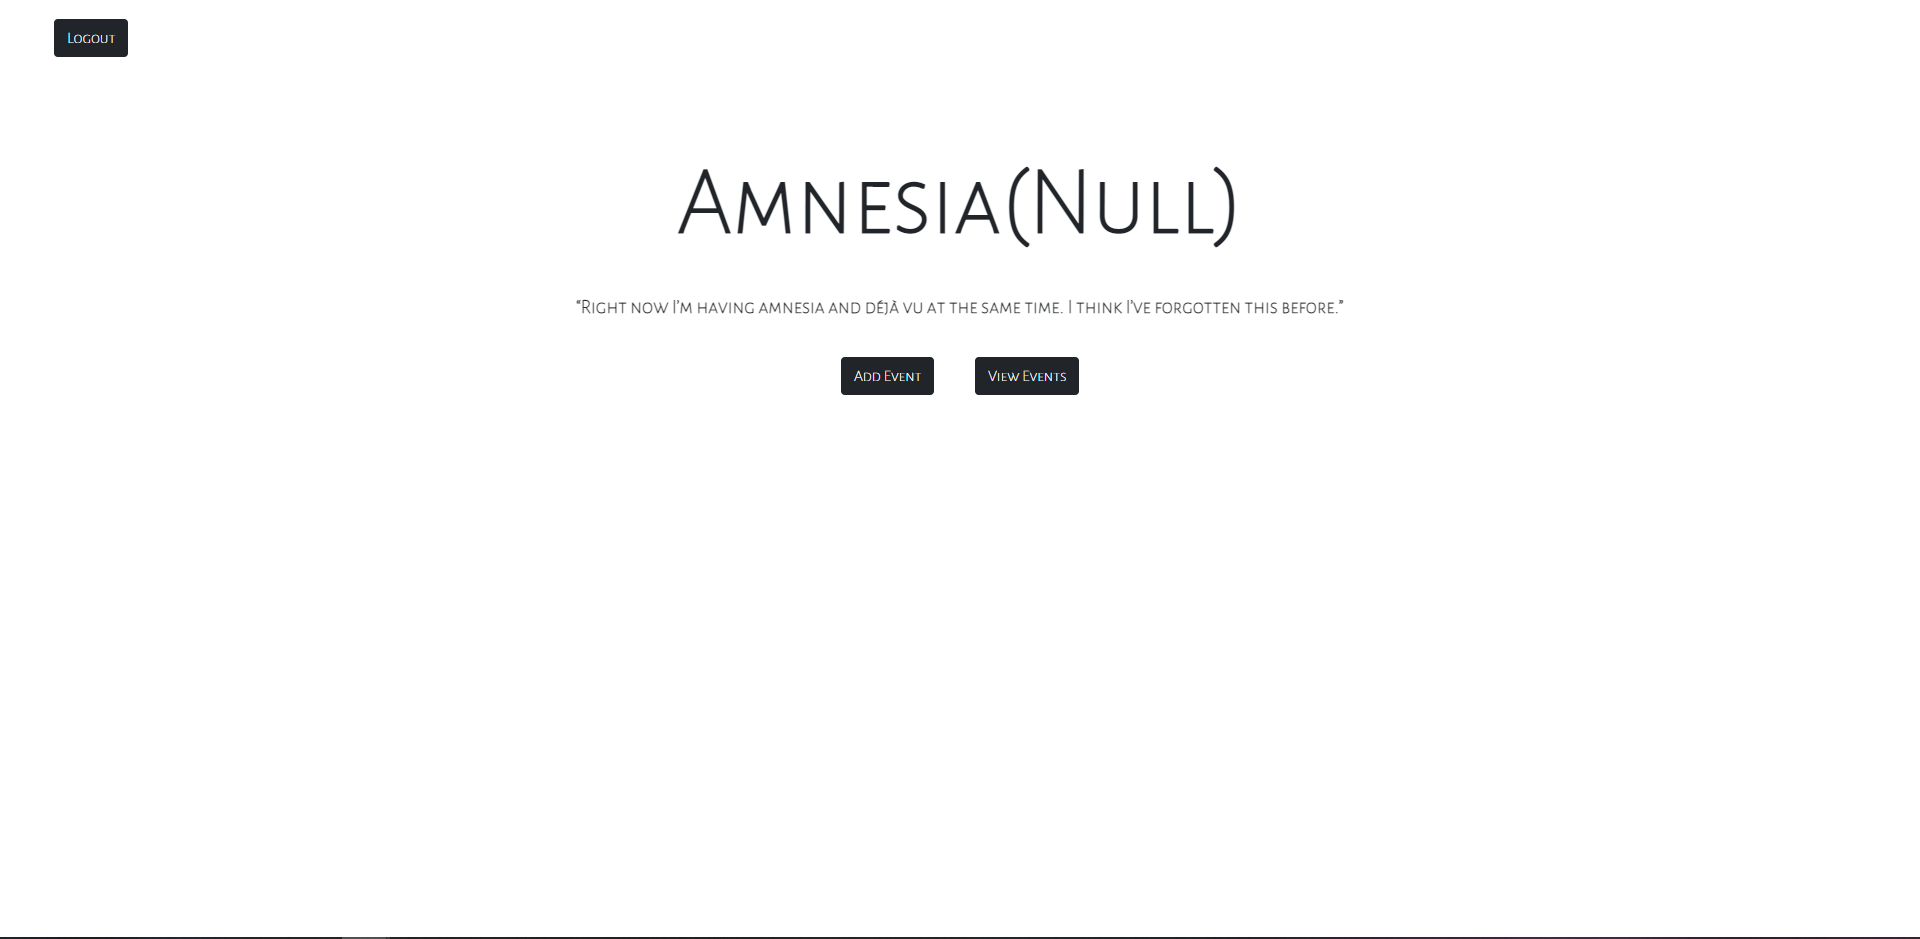 Logout
Amnesia(Null)
“Right now I’m having amnesia and déjà vu at the same time. I think I’ve forgotten this before.”
Add Event View Events